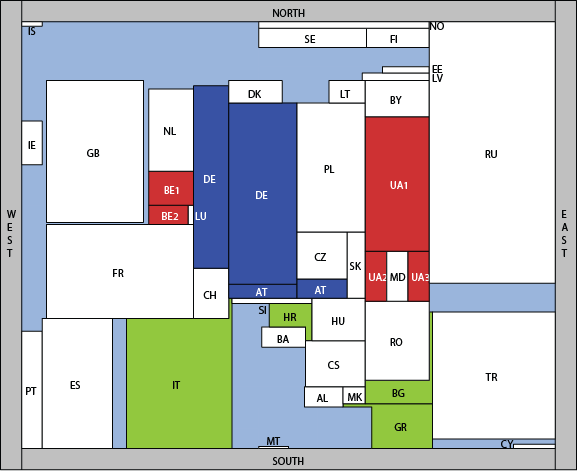 NORTH
IS
NO
SE
FI
EE
LV
DK
LT
BY
NL
IE
GB
RU
PL
DE
DE
UA1
BE1
BE2
LU
W
E
S
T
E
A
S
T
CZ
SK
FR
CH
UA2
MD
UA3
AT
AT
SI
HR
HU
BA
RO
CS
PT
ES
IT
TR
AL
MK
BG
GR
MT
CY
SOUTH